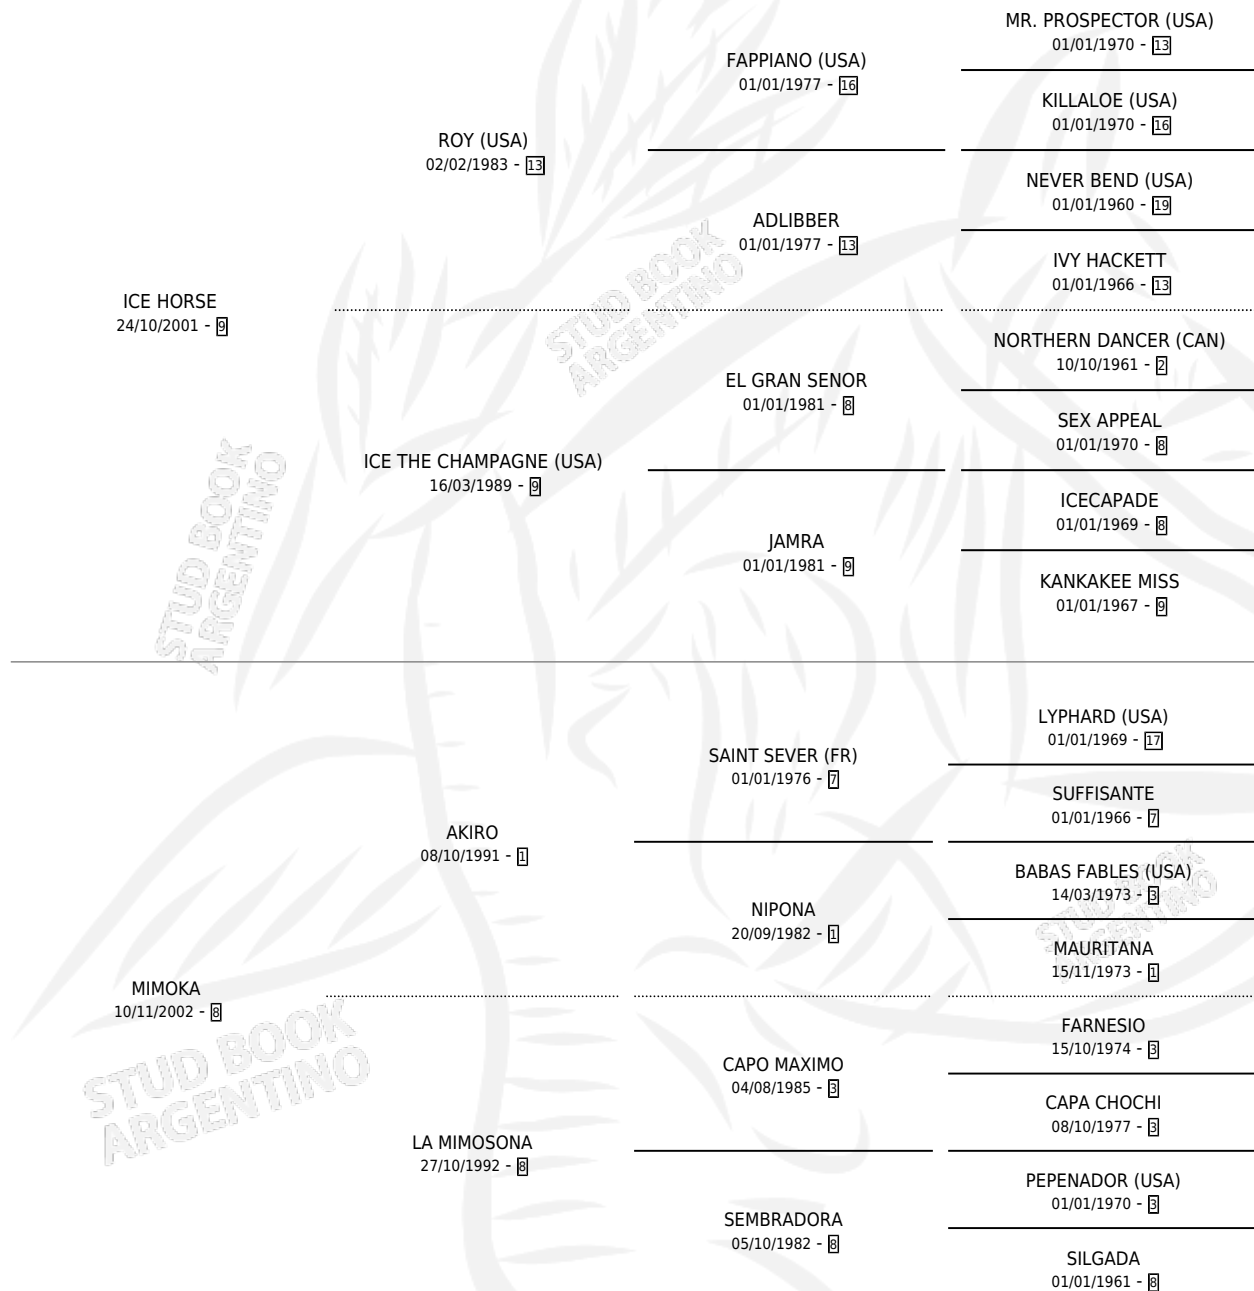 MR. PROSPECTOR (USA)
01/01/1970 - 13
FAPPIANO (USA)
01/01/1977 - 16
KILLALOE (USA)
01/01/1970 - 16
ROY (USA)
02/02/1983 - 13
NEVER BEND (USA)
01/01/1960 - 19
ADLIBBER
01/01/1977 - 13
IVY HACKETT
01/01/1966 - 13
ICE HORSE
24/10/2001 - 9
NORTHERN DANCER (CAN)
10/10/1961 - 2
EL GRAN SENOR
01/01/1981 - 8
SEX APPEAL
01/01/1970 - 8
ICE THE CHAMPAGNE (USA)
16/03/1989 - 9
ICECAPADE
01/01/1969 - 8
JAMRA
01/01/1981 - 9
KANKAKEE MISS
01/01/1967 - 9
LYPHARD (USA)
01/01/1969 - 17
SAINT SEVER (FR)
01/01/1976 - 7
SUFFISANTE
01/01/1966 - 7
AKIRO
08/10/1991 - 1
BABAS FABLES (USA)
14/03/1973 - 3
NIPONA
20/09/1982 - 1
MAURITANA
15/11/1973 - 1
MIMOKA
10/11/2002 - 8
FARNESIO
15/10/1974 - 3
CAPO MAXIMO
04/08/1985 - 3
CAPA CHOCHI
08/10/1977 - 3
LA MIMOSONA
27/10/1992 - 8
PEPENADOR (USA)
01/01/1970 - 3
SEMBRADORA
05/10/1982 - 8
SILGADA
01/01/1961 - 8
STUD BOOK
ARGENTINO
STUD BOOK
ARGENTINO
STUD BOOK
ARGENTINO
STUD BOOK
ARGENTINO